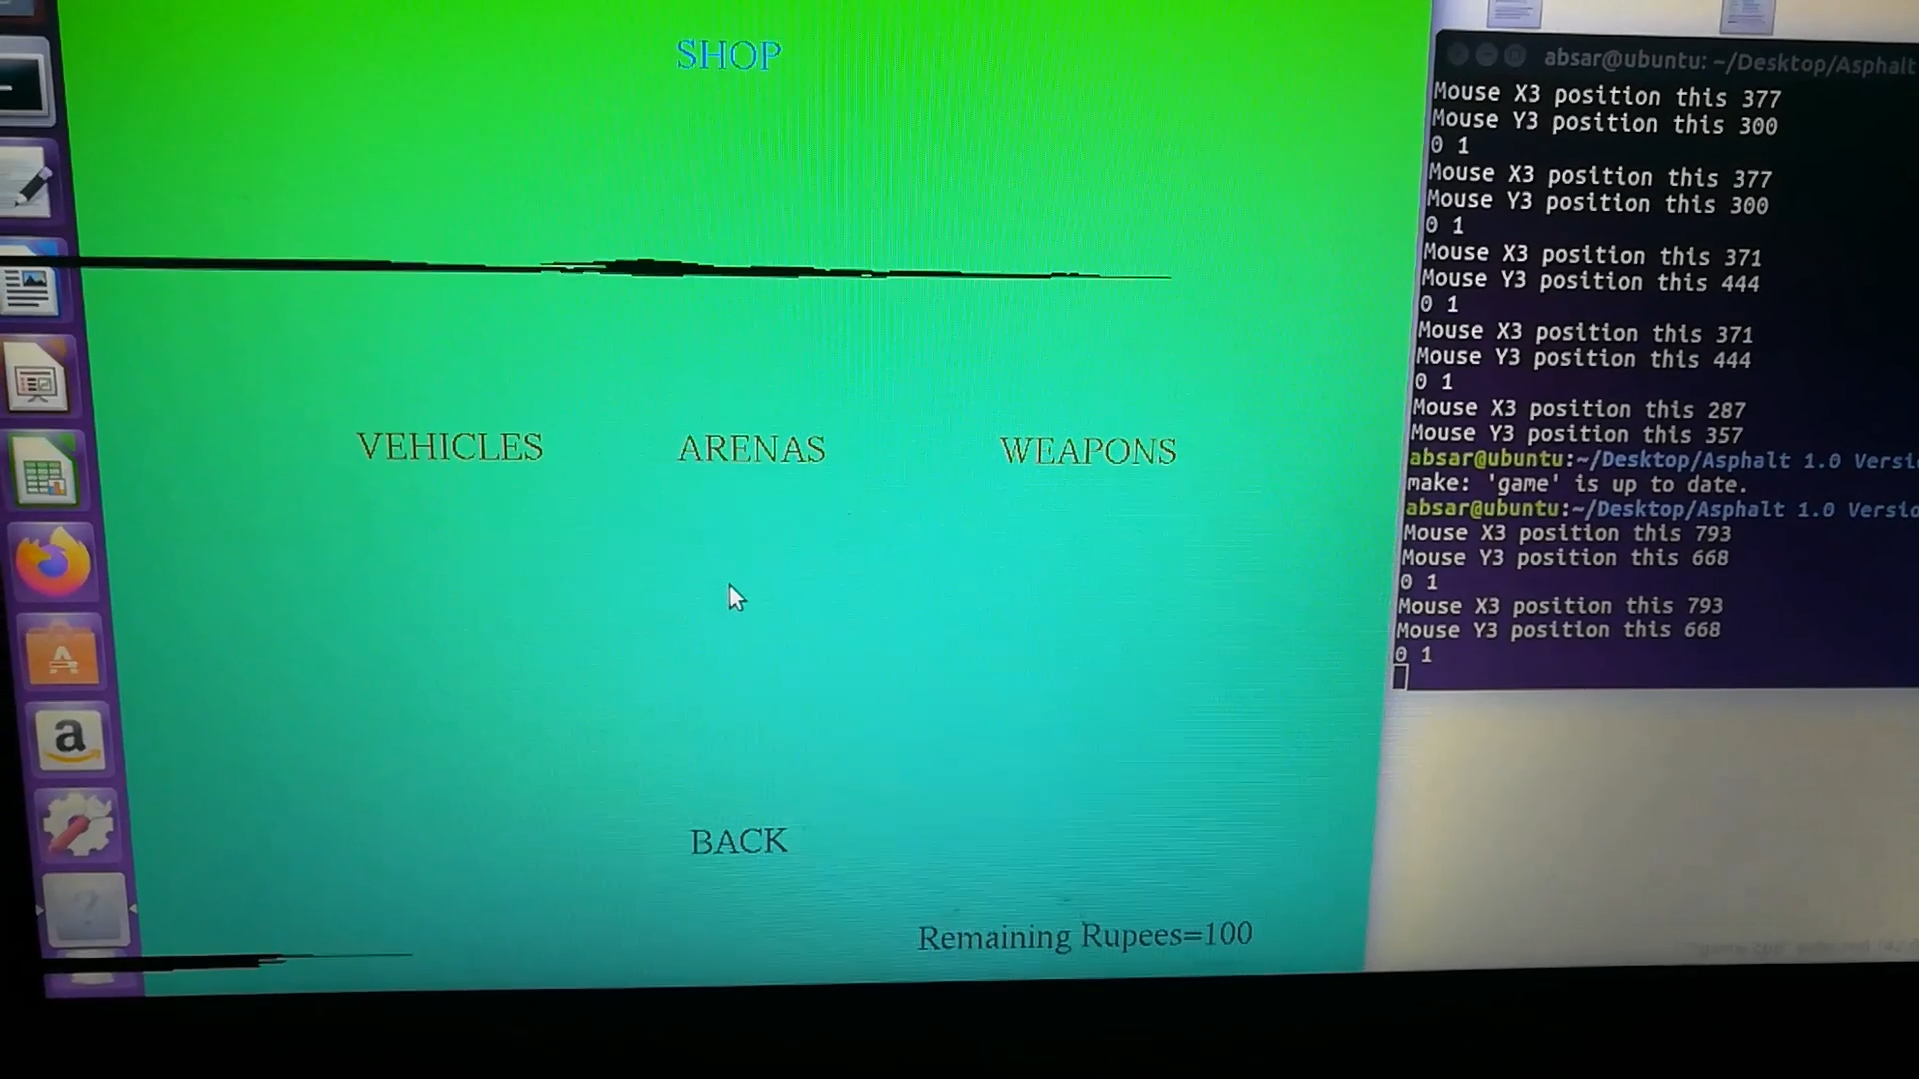 SHOP
VEHICLES ARENAS WEAPONS
BACK
Remaining Rupees=100
absar@ubuntu: ~/Desktop/Asphalt
Mouse X3 position this 377
Mouse Y3 position this 300
0 1
Mouse X3 position this 377
Mouse Y3 position this 300
0 1
Mouse X3 position this 371
Mouse Y3 position this 444
0 1
Mouse X3 position this 371
Mouse Y3 position this 444
0 1
Mouse X3 position this 287
Mouse Y3 position this 357
absar@ubuntu:~/Desktop/Asphalt 1.0 Versio
make: 'game' is up to date.
absar@ubuntu:~/Desktop/Asphalt 1.0 Versio
Mouse X3 position this 793
Mouse Y3 position this 668
0 1
Mouse X3 position this 793
Mouse Y3 position this 668
0 1